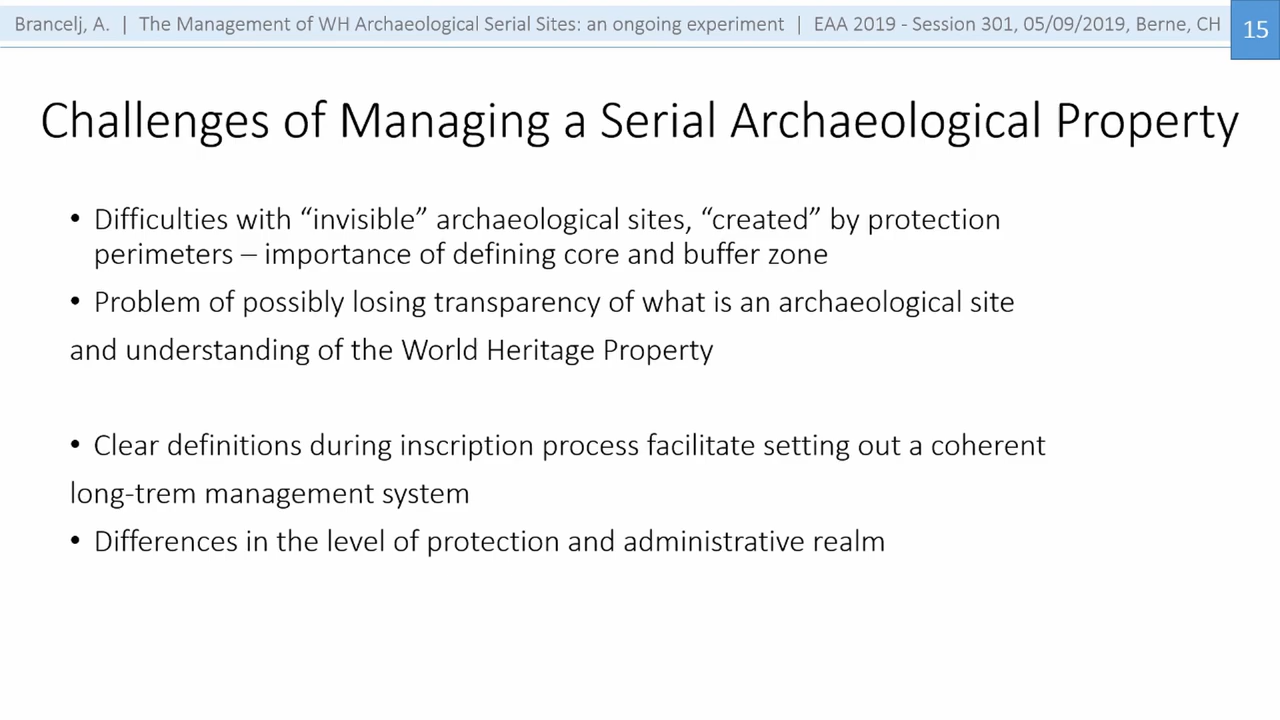 Brancelj, A. | The Management of WH Archaeological Serial Sites: an ongoing experiment | EAA 2019 - Session 301, 05/09/2019, Berne, CH 15
Challenges of Managing a Serial Archaeological Property
• Difficulties with “invisible” archaeological sites, “created” by protection
perimeters – importance of defining core and buffer zone
• Problem of possibly losing transparency of what is an archaeological site
and understanding of the World Heritage Property
• Clear definitions during inscription process facilitate setting out a coherent
long-trem management system
• Differences in the level of protection and administrative realm